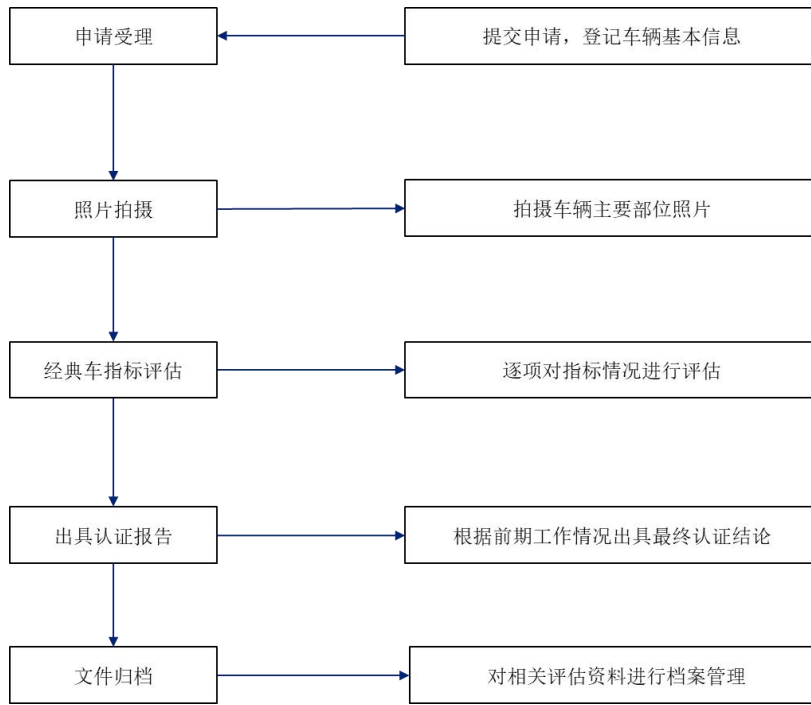 申请受理
提交申请，登记车辆基本信息
照片拍摄
拍摄车辆主要部位照片
经典车指标评估
逐项对指标情况进行评估
出具认证报告
根据前期工作情况出具最终认证结论
文件归档
对相关评估资料进行档案管理